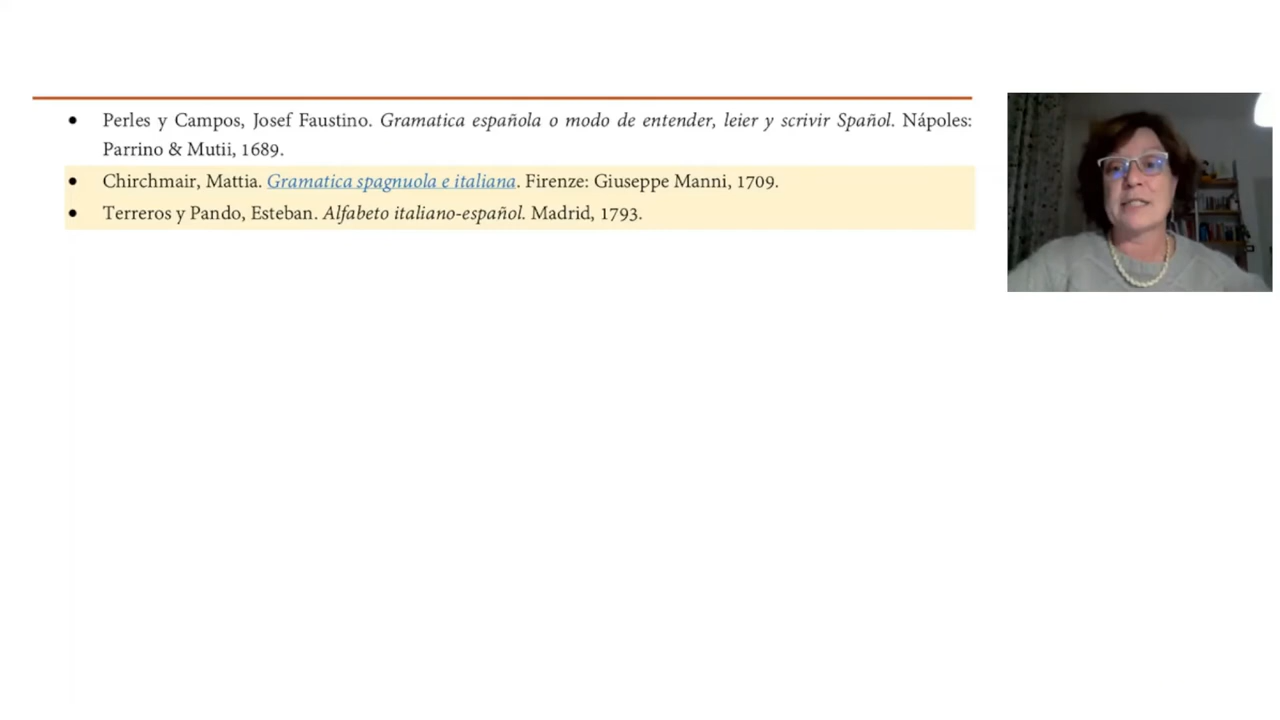 • Perles y Campos, Josef Faustino. Gramatica española o modo de entender, leier y scrivir Spañol. Nápoles:
Parrino & Mutii, 1689.
• Chirchmair, Mattia. Gramatica spagnuola e italiana. Firenze: Giuseppe Manni, 1709.
• Terreros y Pando, Esteban. Alfabeto italiano-español. Madrid, 1793.